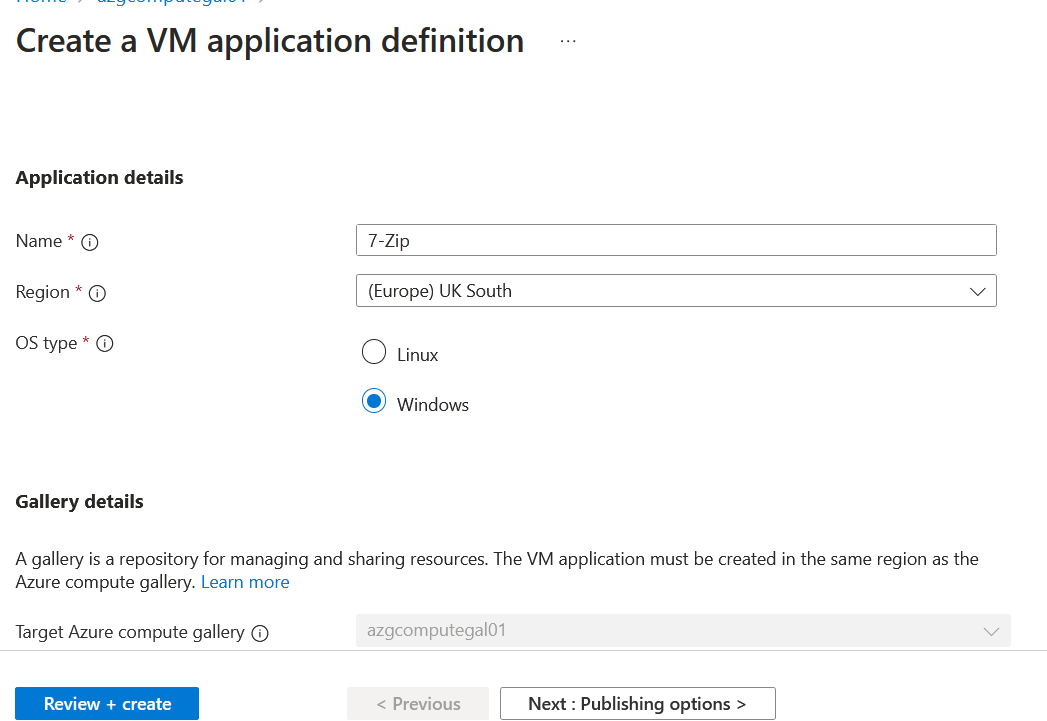 Home > azgcomputegal01 >
Create a VM application definition ...
Application details
Name *
7-Zip
Region *
(Europe) UK South
OS type *
Linux
Windows
Gallery details
A gallery is a repository for managing and sharing resources. The VM application must be created in the same region as the
Azure compute gallery. Learn more
Target Azure compute gallery
azgcomputegal01
Review + create
< Previous
Next : Publishing options >